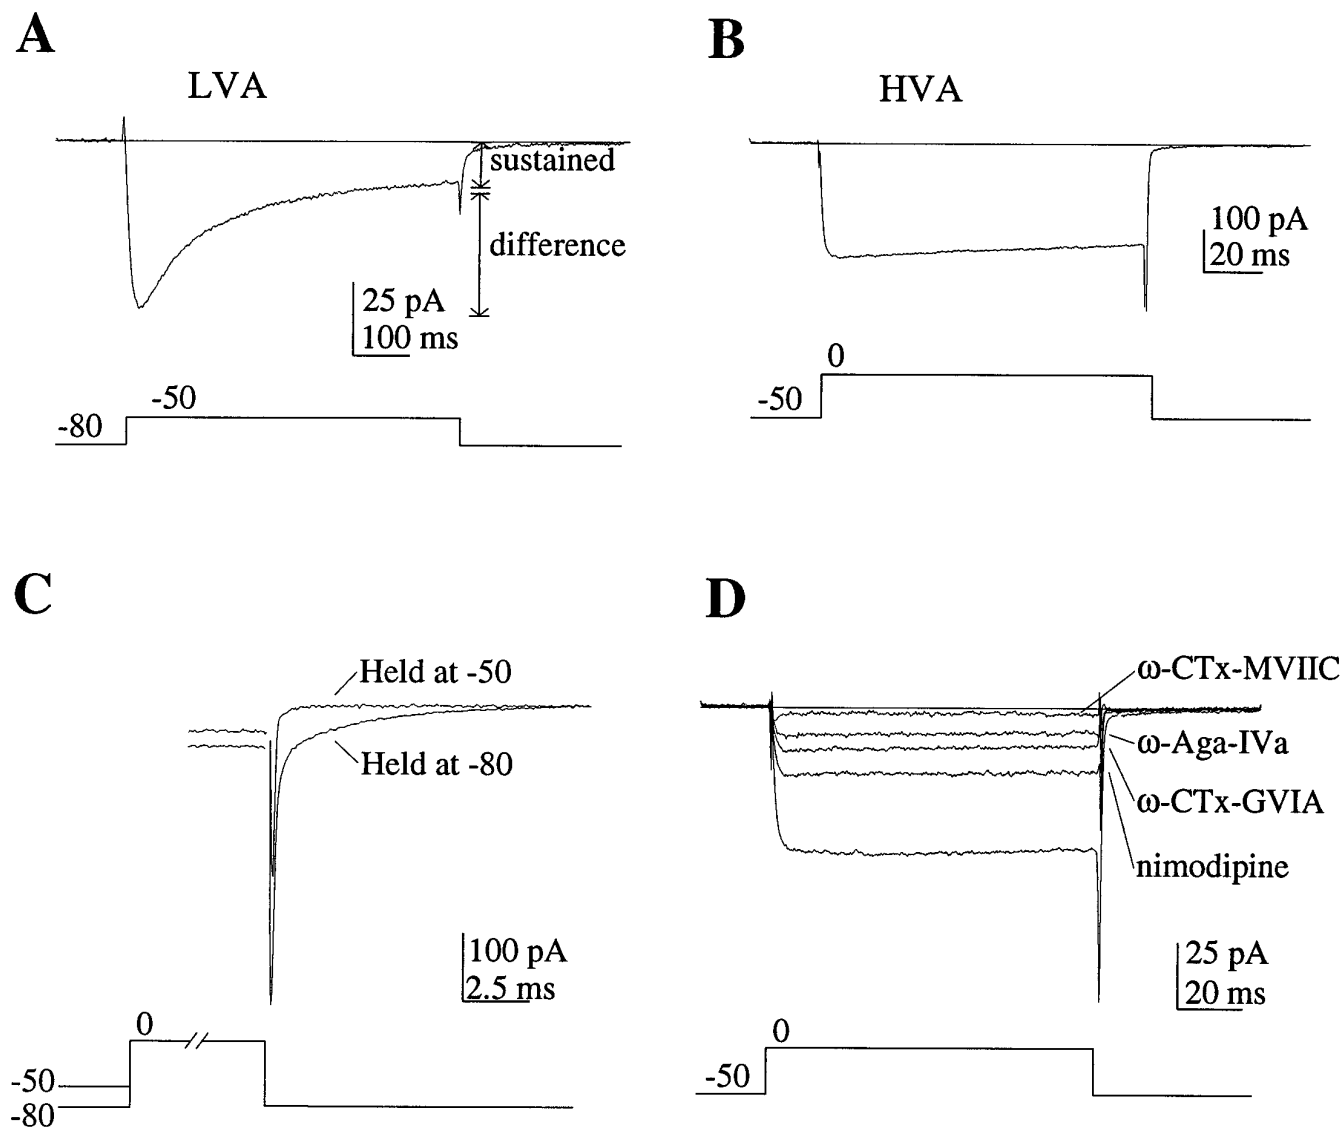 A
LVA
sustained
difference
25 pA
100 ms
-50
-80
B
HVA
100 pA
20 ms
0
-50
C
Held at -50
Held at -80
100 pA
2.5 ms
0
-50
-80
D
ω-CTx-MVIIC
ω-Aga-IVa
ω-CTx-GVIA
nimodipine
25 pA
20 ms
0
-50